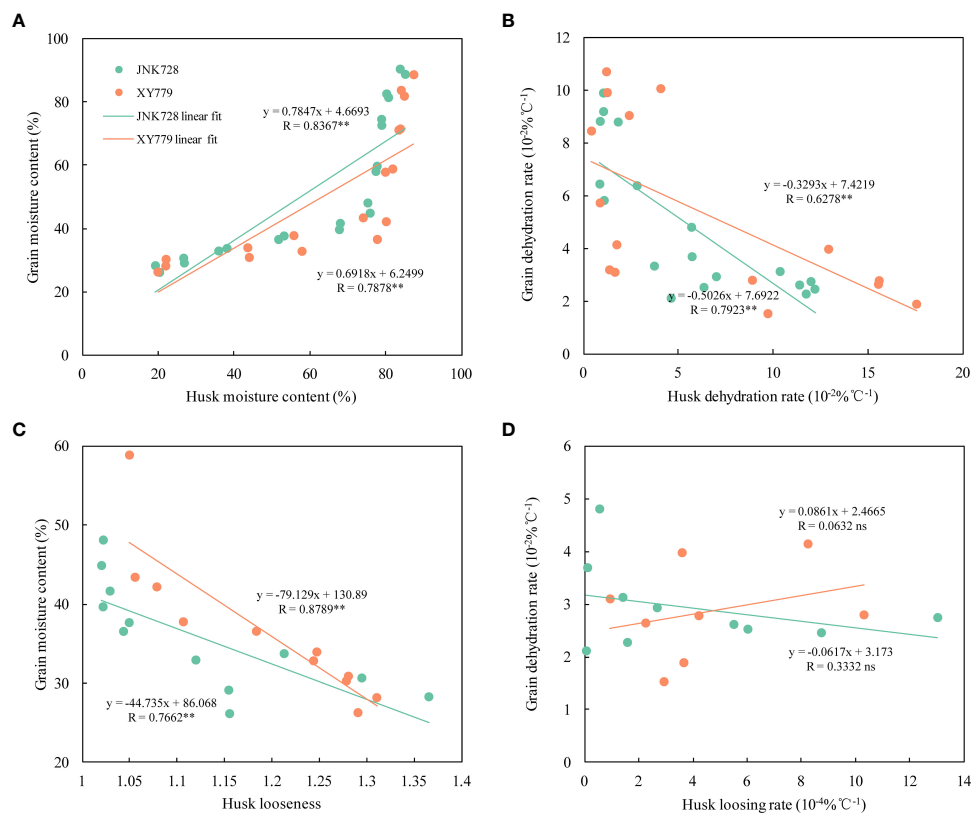 A
100
80
60
40
20
0
0
20
40
60
80
100
Grain moisture content (%)
Husk moisture content (%)
JNK728
XY779
JNK728 linear fit
XY779 linear fit
y = 0.7847x + 4.6693
R = 0.8367**
y = 0.6918x + 6.2499
R = 0.7878**
B
12
10
8
6
4
2
0
0
5
10
15
20
Grain dehydration rate (10⁻²%℃⁻¹)
Husk dehydration rate (10⁻²%℃⁻¹)
y = -0.3293x + 7.4219
R = 0.6278**
y = -0.5026x + 7.6922
R = 0.7923**
C
60
50
40
30
20
1
1.05
1.1
1.15
1.2
1.25
1.3
1.35
1.4
Grain moisture content (%)
Husk looseness
y = -79.129x + 130.89
R = 0.8789**
y = -44.735x + 86.068
R = 0.7662**
D
6
5
4
3
2
1
0
0
2
4
6
8
10
12
14
Grain dehydration rate (10⁻²%℃⁻¹)
Husk loosing rate (10⁻⁴%℃⁻¹)
y = 0.0861x + 2.4665
R = 0.0632 ns
y = -0.0617x + 3.173
R = 0.3332 ns